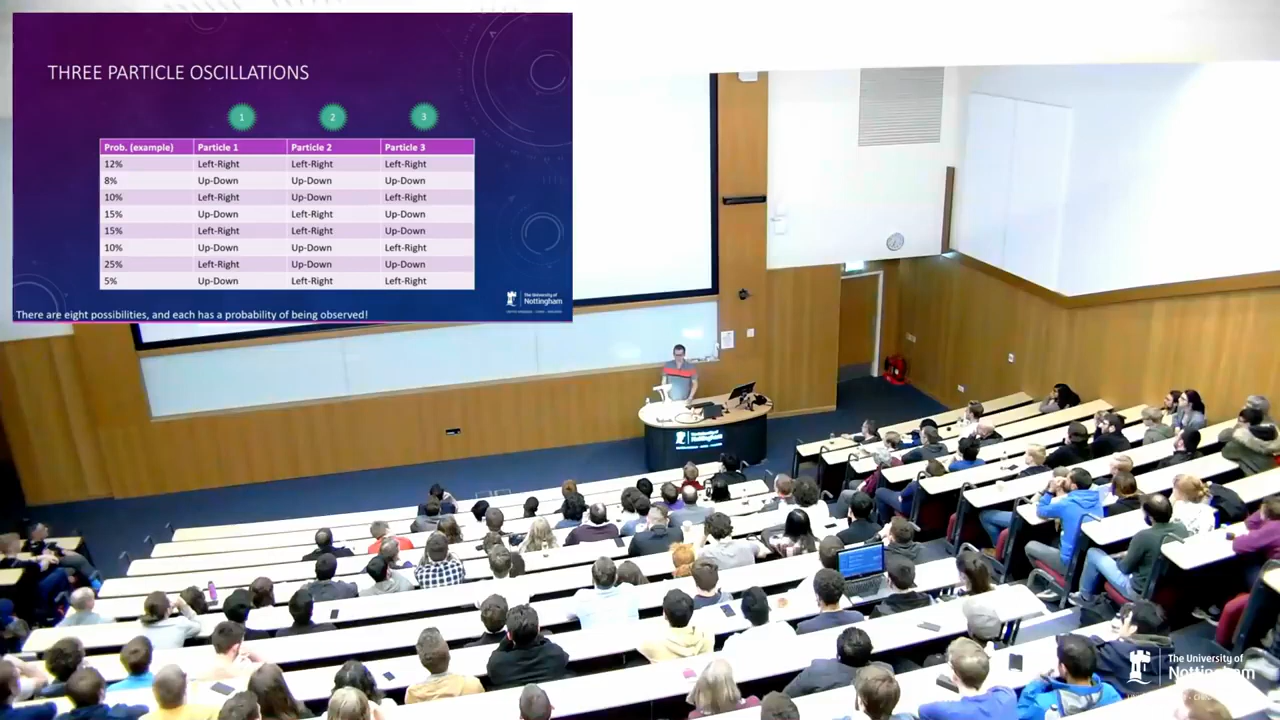 THREE PARTICLE OSCILLATIONS
1 2 3
Prob. (example) Particle 1 Particle 2 Particle 3
12% Left-Right Left-Right Left-Right
8% Up-Down Up-Down Up-Down
10% Left-Right Up-Down Left-Right
15% Up-Down Left-Right Up-Down
15% Left-Right Left-Right Up-Down
10% Up-Down Up-Down Left-Right
25% Left-Right Up-Down Up-Down
5% Up-Down Left-Right Left-Right
The University of
Nottingham
There are eight possibilities, and each has a probability of being observed!
The University of
Nottingham
The University of
Nottingham